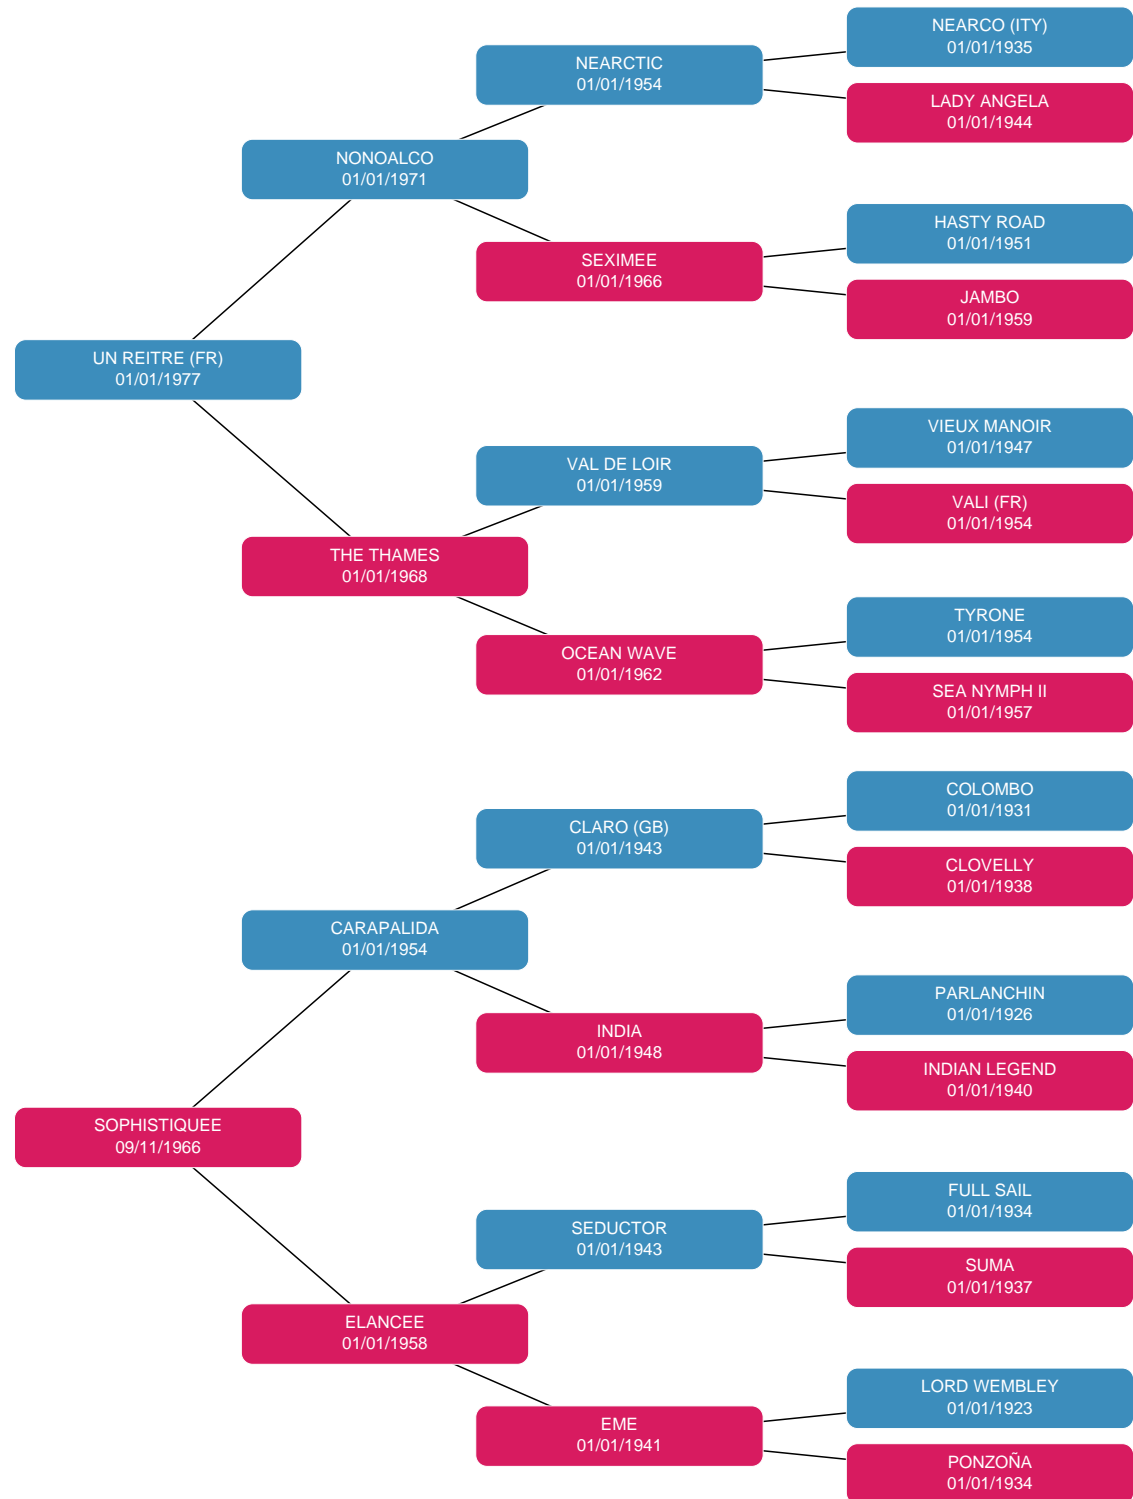 NEARCO (ITY)
01/01/1935
NEARCTIC
01/01/1954
LADY ANGELA
01/01/1944
NONOALCO
01/01/1971
HASTY ROAD
01/01/1951
SEXIMEE
01/01/1966
JAMBO
01/01/1959
UN REITRE (FR)
01/01/1977
VIEUX MANOIR
01/01/1947
VAL DE LOIR
01/01/1959
VALI (FR)
01/01/1954
THE THAMES
01/01/1968
TYRONE
01/01/1954
OCEAN WAVE
01/01/1962
SEA NYMPH II
01/01/1957
COLOMBO
01/01/1931
CLARO (GB)
01/01/1943
CLOVELLY
01/01/1938
CARAPALIDA
01/01/1954
PARLANCHIN
01/01/1926
INDIA
01/01/1948
INDIAN LEGEND
01/01/1940
SOPHISTIQUEE
09/11/1966
FULL SAIL
01/01/1934
SEDUCTOR
01/01/1943
SUMA
01/01/1937
ELANCEE
01/01/1958
LORD WEMBLEY
01/01/1923
EME
01/01/1941
PONZOÑA
01/01/1934